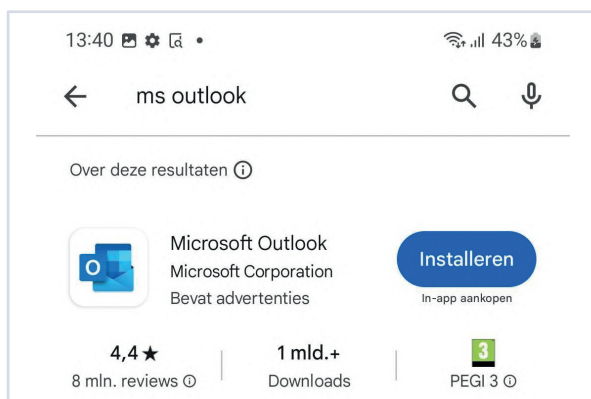 13:40 43%
ms outlook
Over deze resultaten
Microsoft Outlook
Microsoft Corporation
Bevat advertenties
Installeren
In-app aankopen
O
4,4★
8 mln. reviews
1 mld.+
Downloads
3
PEGI 3